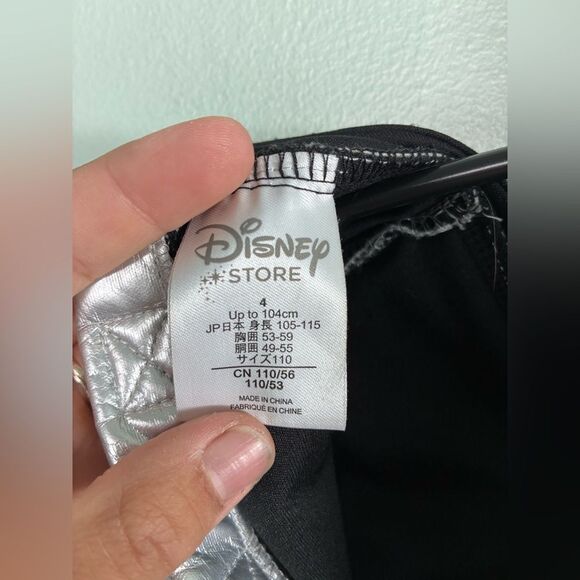 Disney
STORE
4
Up to 104cm
JP日本 身長 105-115
胸囲 53-59
胴囲 49-55
サイズ110
CN 110/56
110/53
MADE IN CHINA
FABRIQUÉ EN CHINE